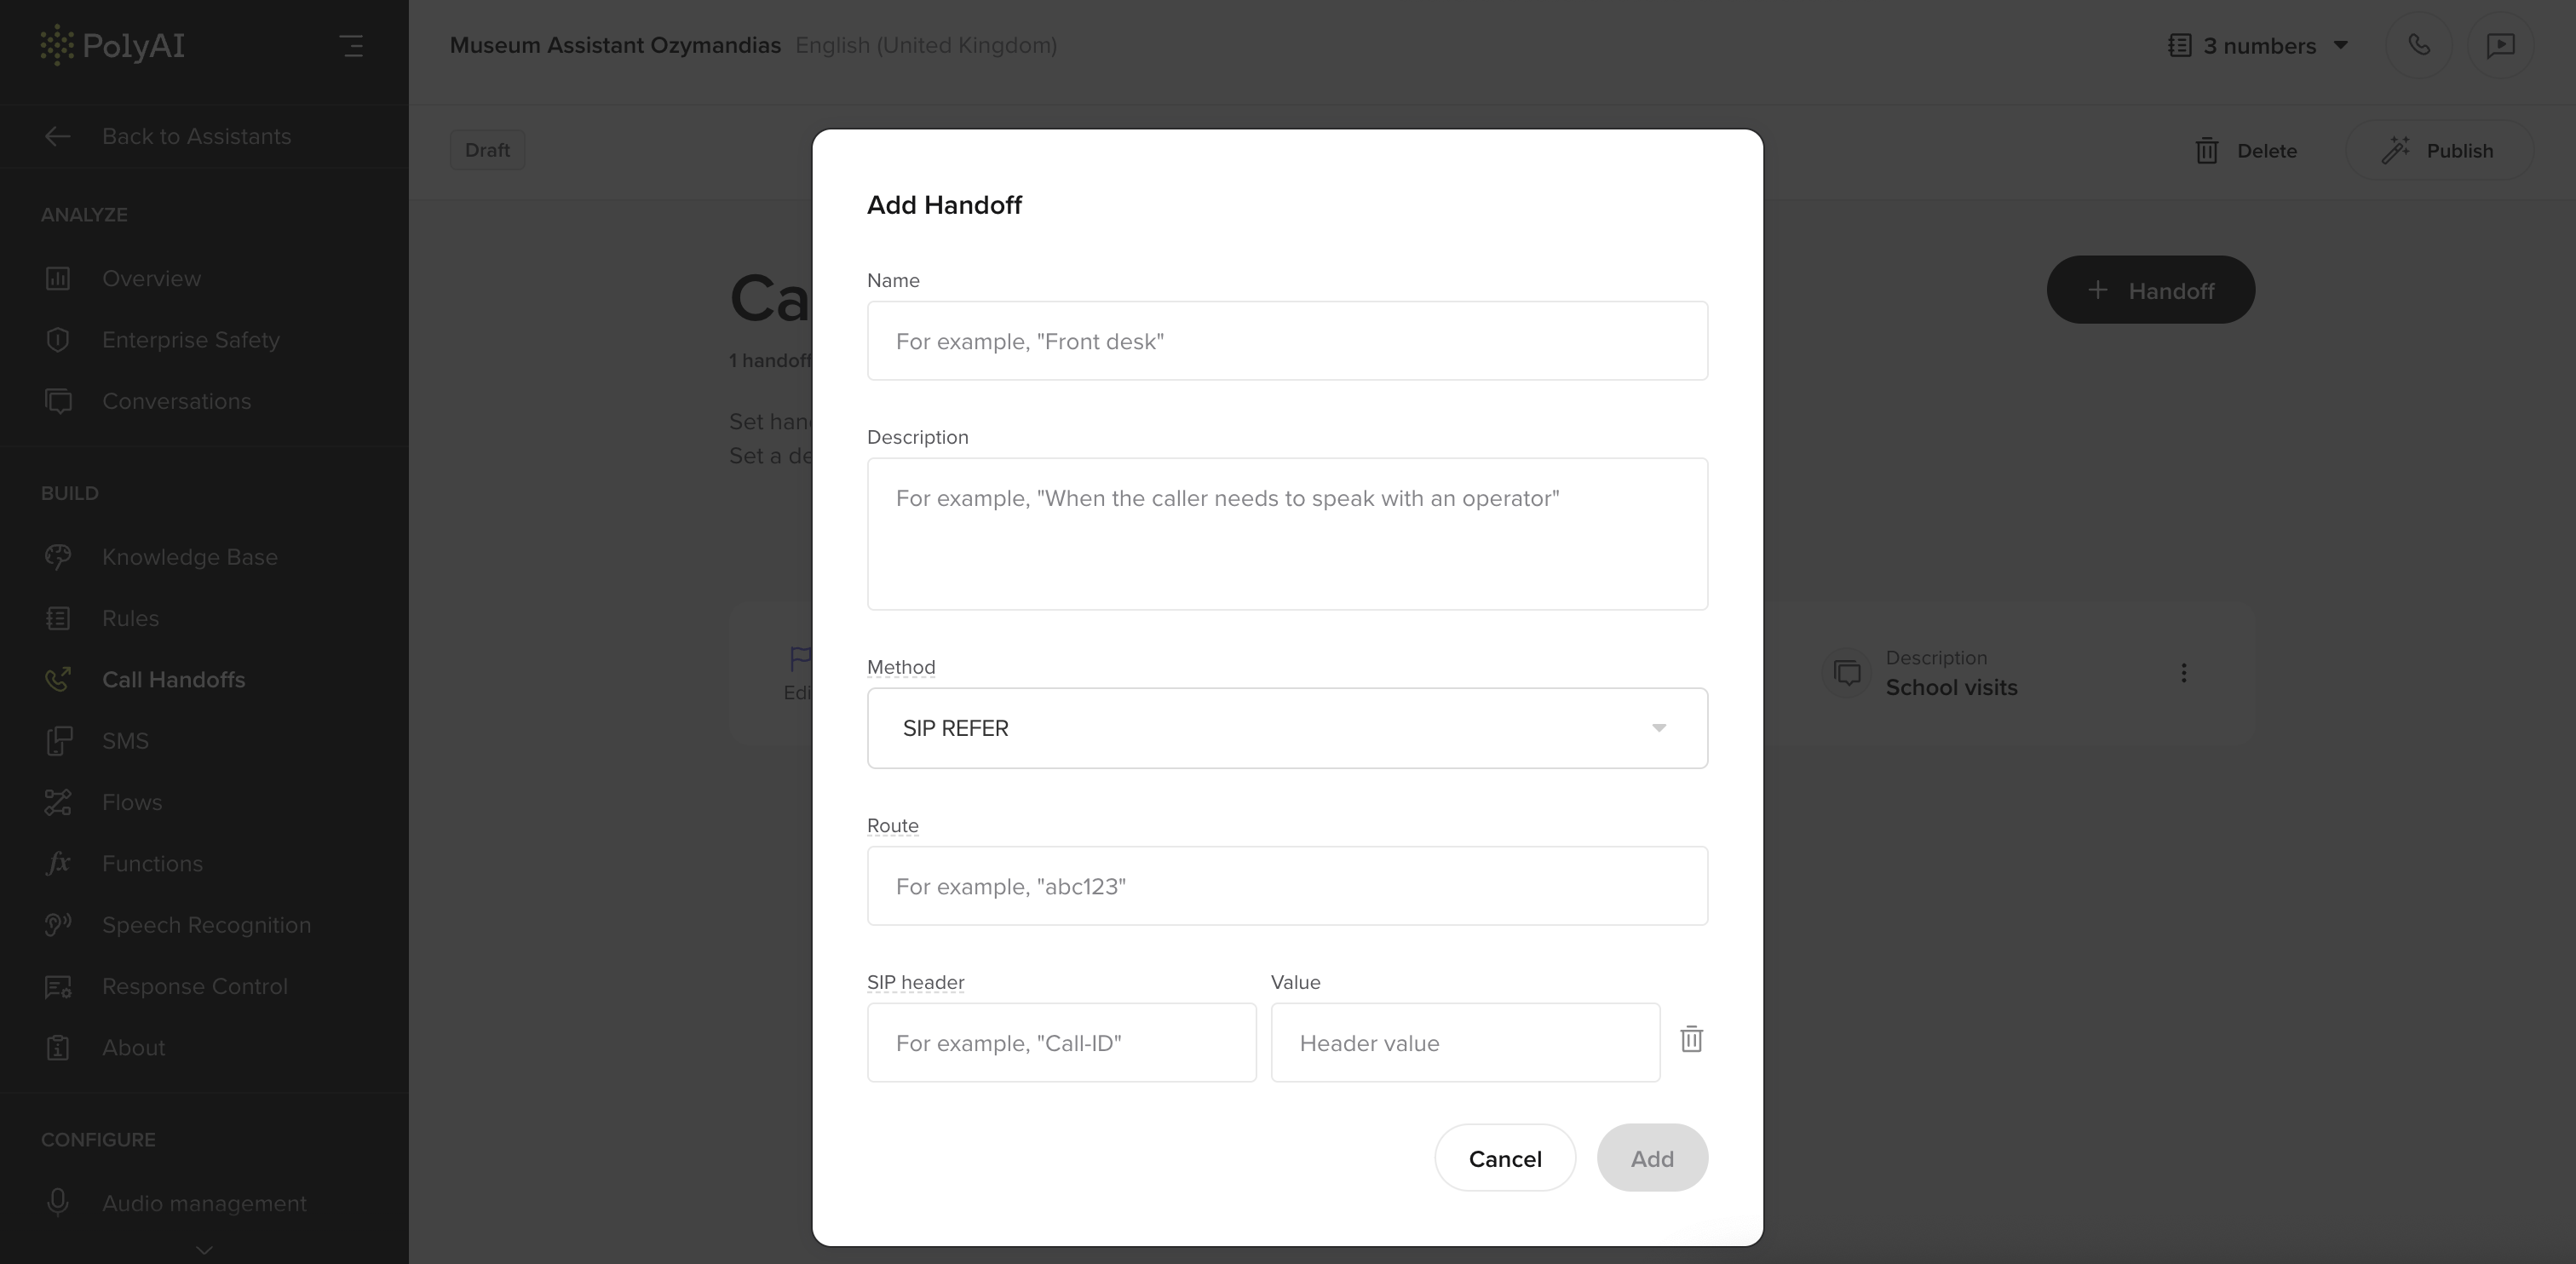 PolyAI
Back to Assistants
ANALYZE
Overview
Enterprise Safety
Conversations
BUILD
Knowledge Base
Rules
Call Handoffs
SMS
Flows
Functions
Speech Recognition
Response Control
About
CONFIGURE
Audio management
Museum Assistant Ozymandias English (United Kingdom)
3 numbers
Draft
Delete
Publish
Ca
1 handoff
Set han
Set a de
Handoff
Edi
Description
School visits
Add Handoff
Name
For example, "Front desk"
Description
For example, "When the caller needs to speak with an operator"
Method
SIP REFER
Route
For example, "abc123"
SIP header Value
For example, "Call-ID" Header value
Cancel Add